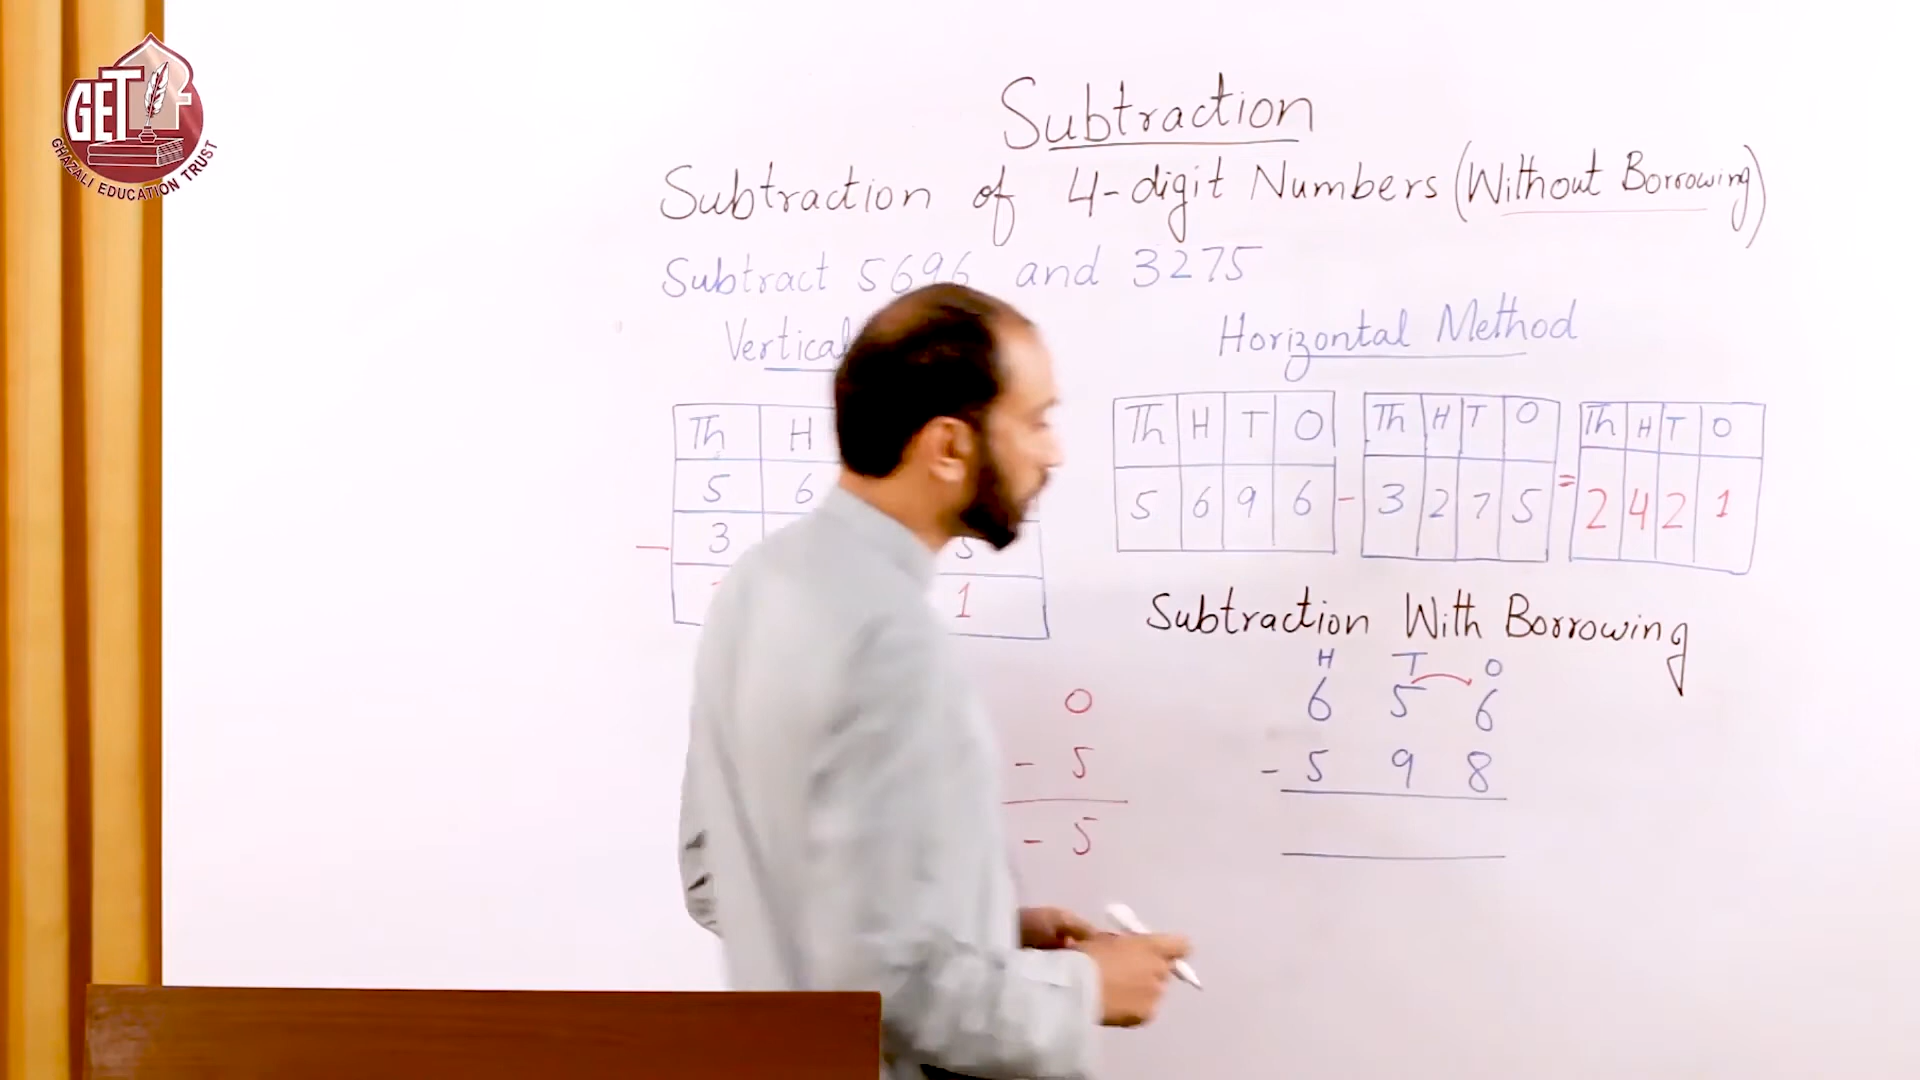 GET
GHAZALI EDUCATION TRUST
Subtraction
Subtraction of 4-digit Numbers (Without Borrowing)
Subtract 5696 and 3275
Vertical
Th H
5 6
- 3 5
1
Horizontal Method
Th H T O Th H T O Th H T O
5 6 9 6 - 3 2 7 5 = 2 4 2 1
0
- 5
- 5
Subtraction With Borrowing
H T O
6 5 6
- 5 9 8